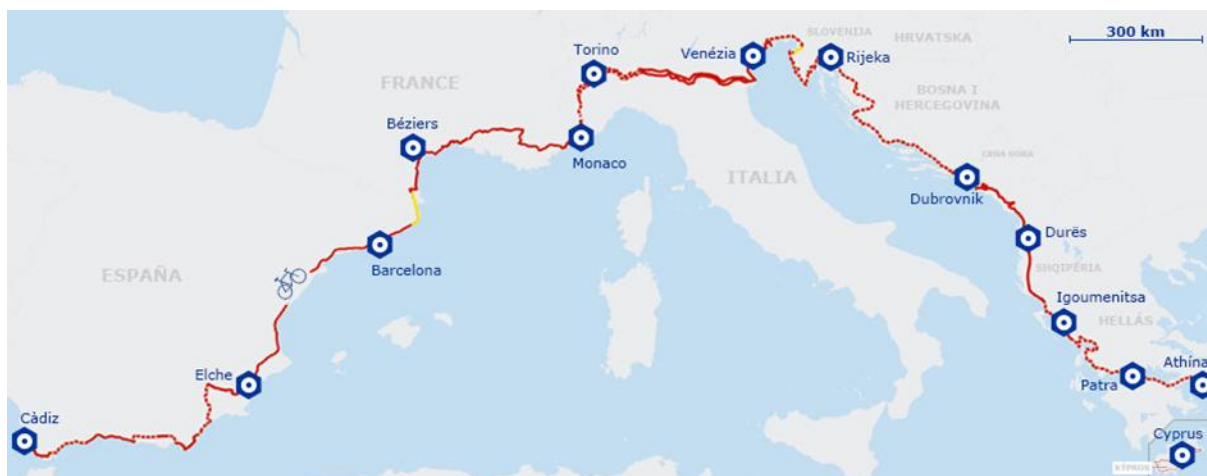 SLOVENIJA
HRVATSKA
300 km
Torino
Venézia
Rijeka
FRANCE
BOSNA I
HERCEGOVINA
Béziers
Monaco
CRNA GORA
ITALIA
Dubrovnik
Durës
Barcelona
ESPAÑA
SHQIPËRIA
Igoumenitsa
HELLÁS
Elche
Athína
Patra
Càdiz
Cyprus
KÝPROS